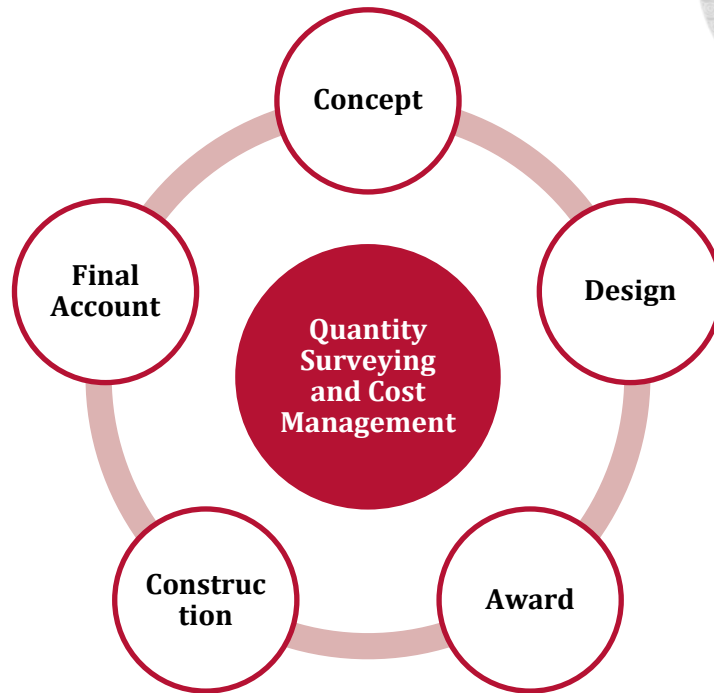 Concept
Design
Award
Construc
tion
Final
Account
Quantity
Surveying
and Cost
Management